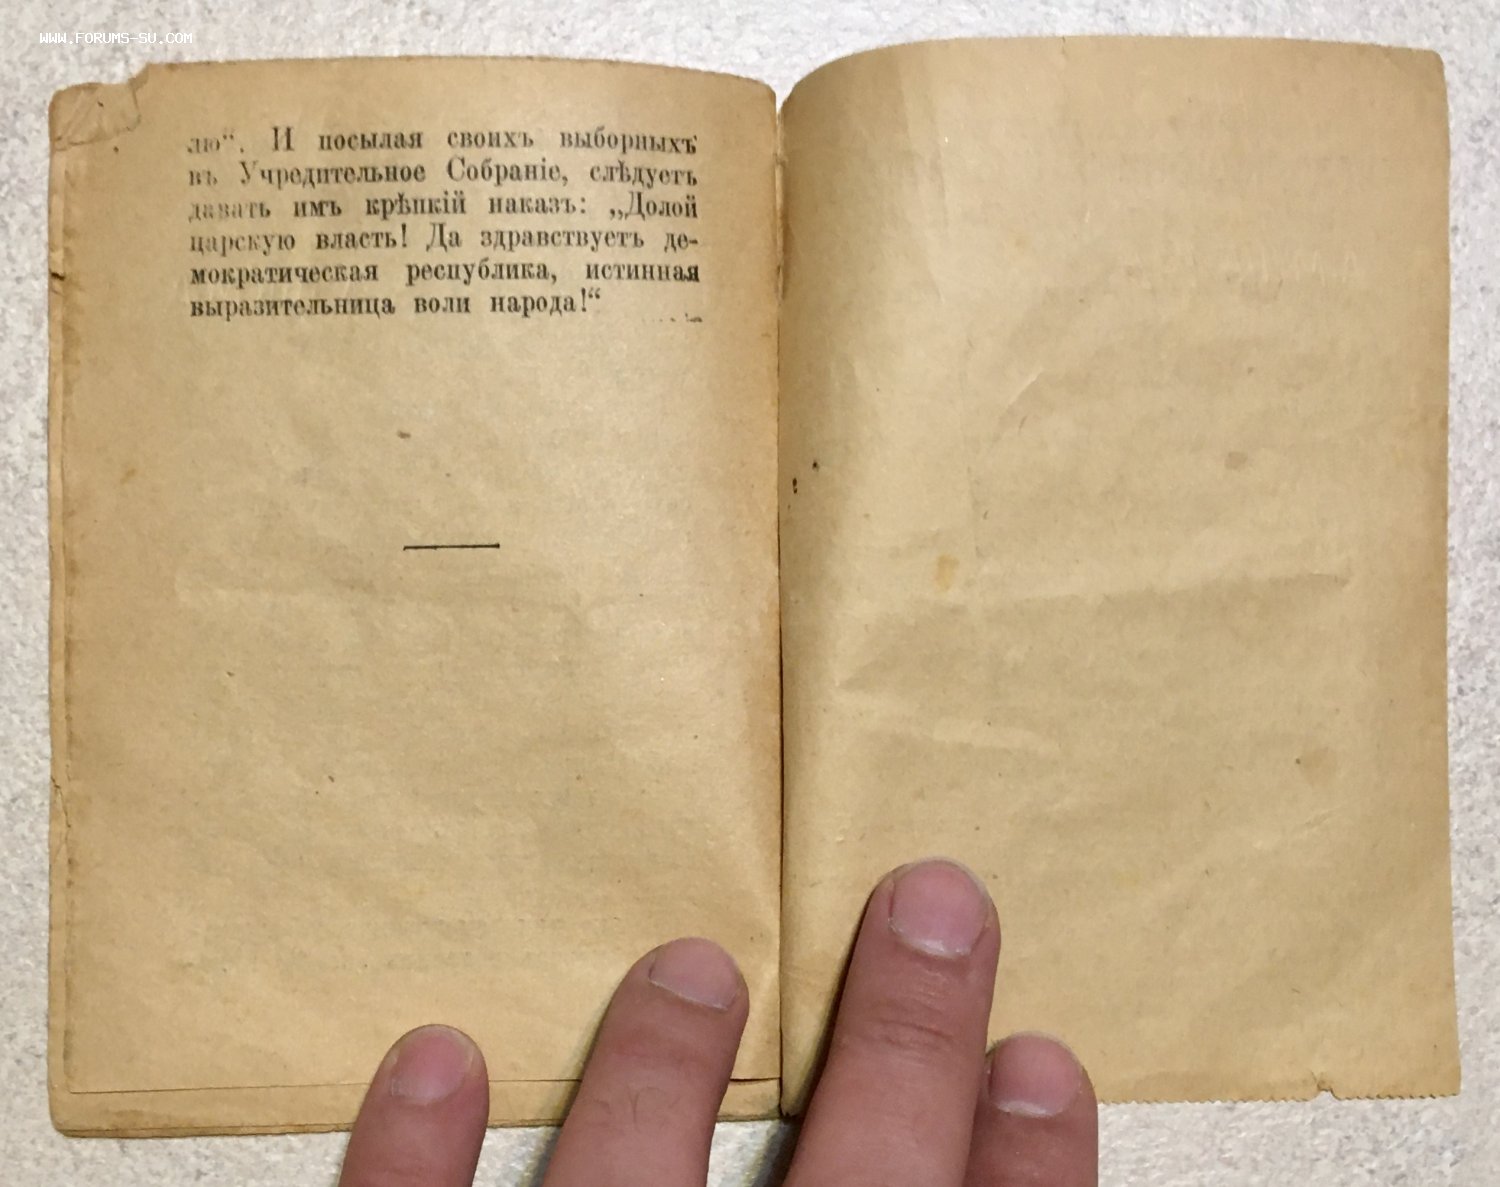 WWW.FORUMS-SU.COM
лю“. И посылая своихъ выборныхъ
въ Учредительное Собраніе, слѣдуетъ
давать имъ крѣпкій наказъ: „Долой
царскую власть! Да здравствуетъ де-
мократическая республика, истинная
выразительница воли народа!“